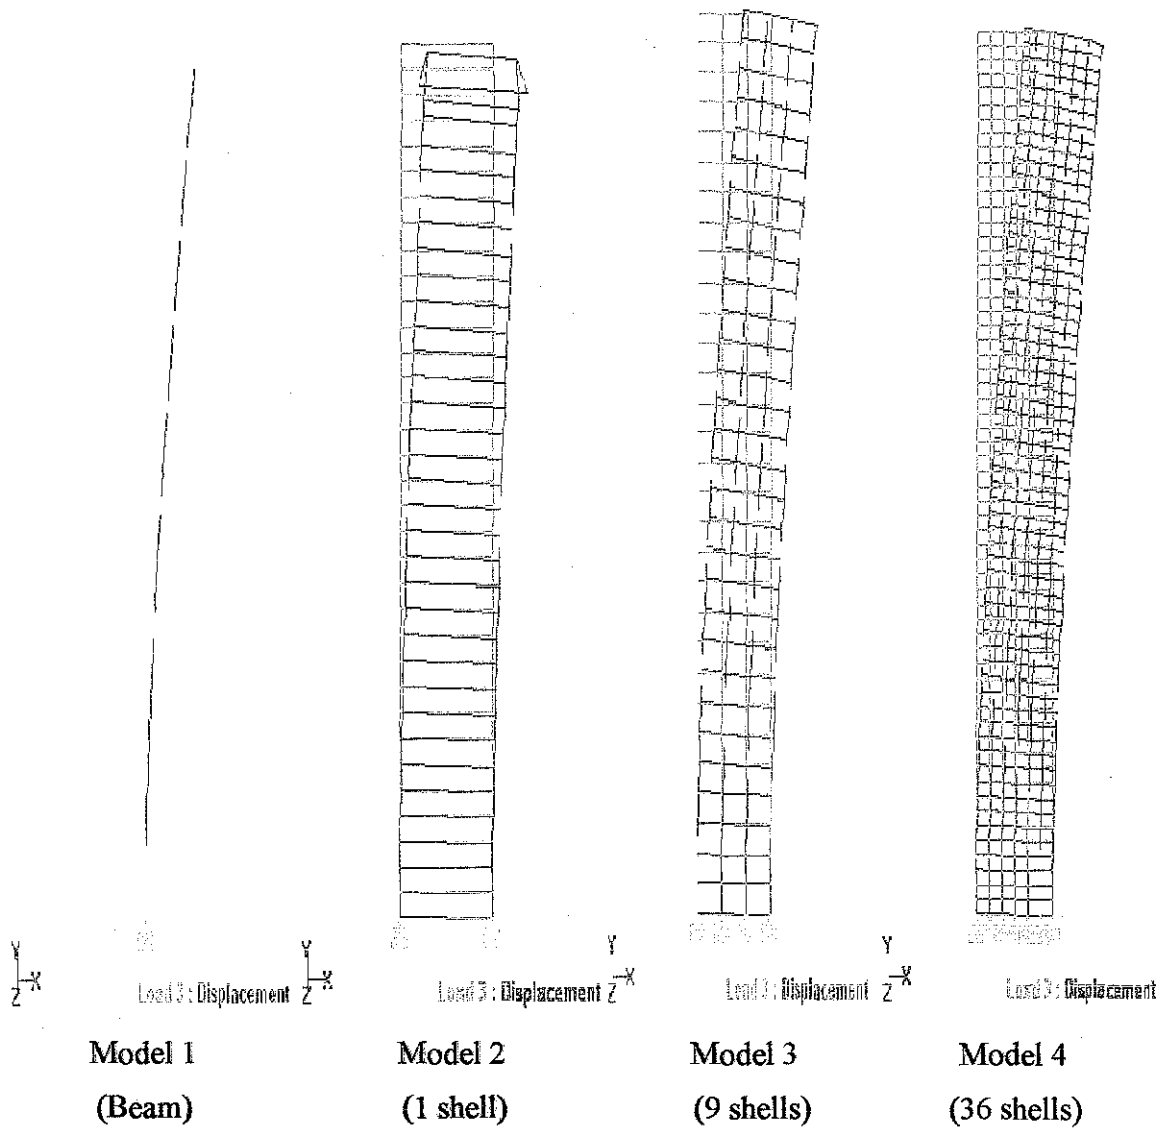 Y
Z X
Load 3 : Displacement
Y
Z X
Load 3 : Displacement
Y
Z X
Load 3 : Displacement
Y
Z X
Load 3 : Displacement
Model 1
(Beam)
Model 2
(1 shell)
Model 3
(9 shells)
Model 4
(36 shells)